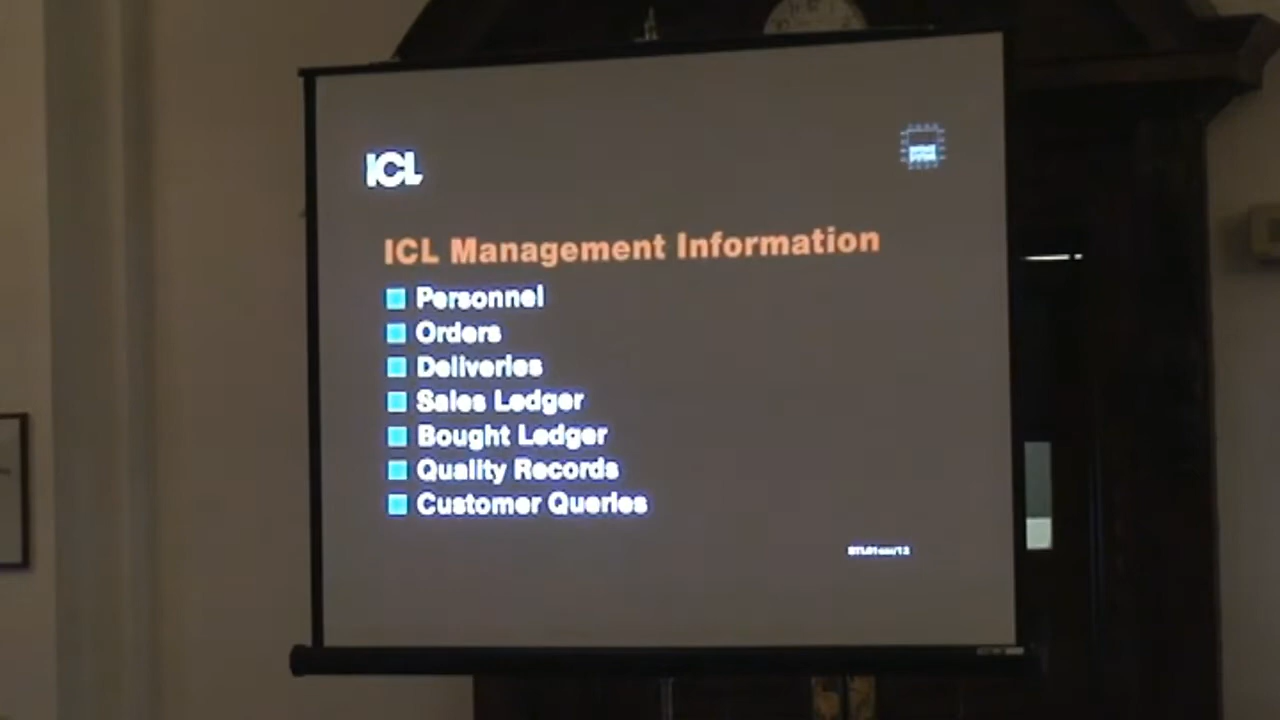 ICL
ICL Management Information
Personnel
Orders
Deliveries
Sales Ledger
Bought Ledger
Quality Records
Customer Queries